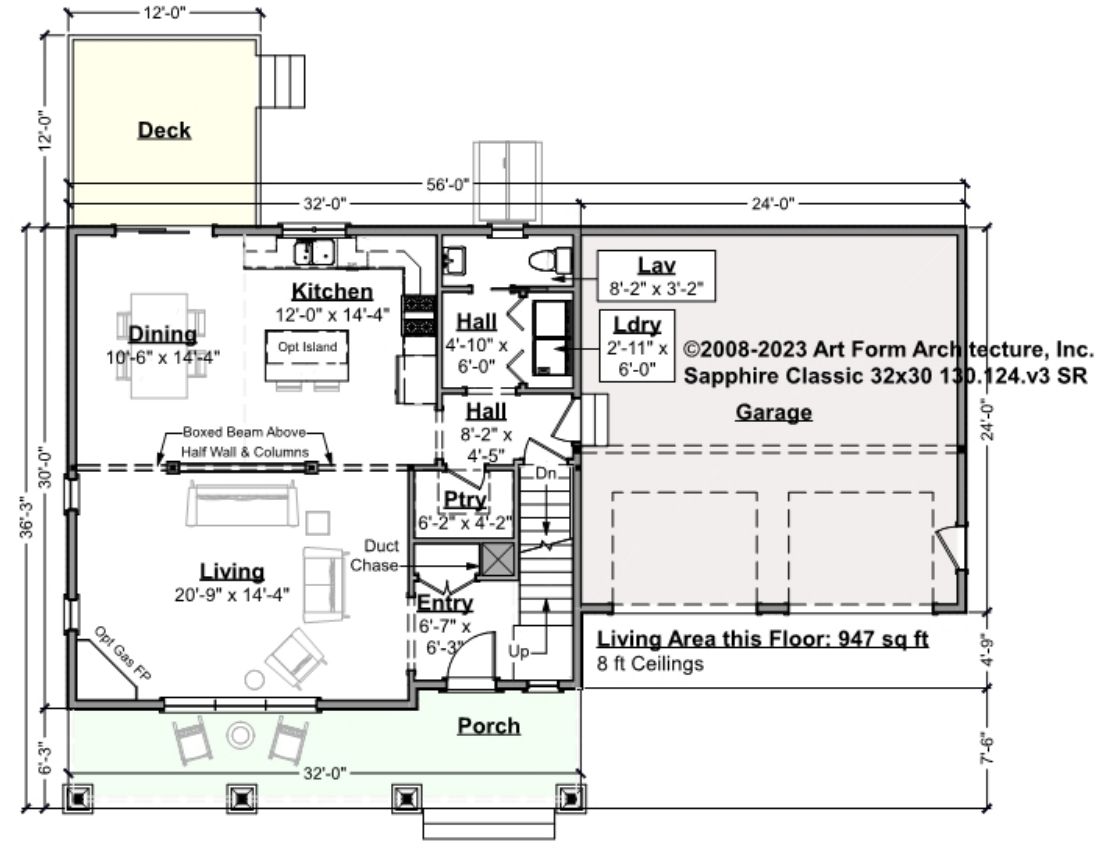 12'-0"
12'-0"
Deck
56'-0"
32'-0"
24'-0"
Lav
8'-2" x 3'-2"
Kitchen
12'-0" x 14'-4"
Dining
10'-6" x 14'-4"
Opt Island
Hall
4'-10" x
6'-0"
Ldry
2'-11" x
6'-0"
©2008-2023 Art Form Architecture, Inc.
Sapphire Classic 32x30 130.124.v3 SR
Garage
24'-0"
Hall
8'-2" x
4'-5"
Boxed Beam Above
Half Wall & Columns
30'-0"
36'-3"
Dn
Ptry
6'-2" x 4'-2"
Duct
Chase
Living
20'-9" x 14'-4"
Entry
6'-7" x
6'-3"
Up
Opt Gas FP
Living Area this Floor: 947 sq ft
8 ft Ceilings
4'-9"
Porch
6'-3"
7'-6"
32'-0"